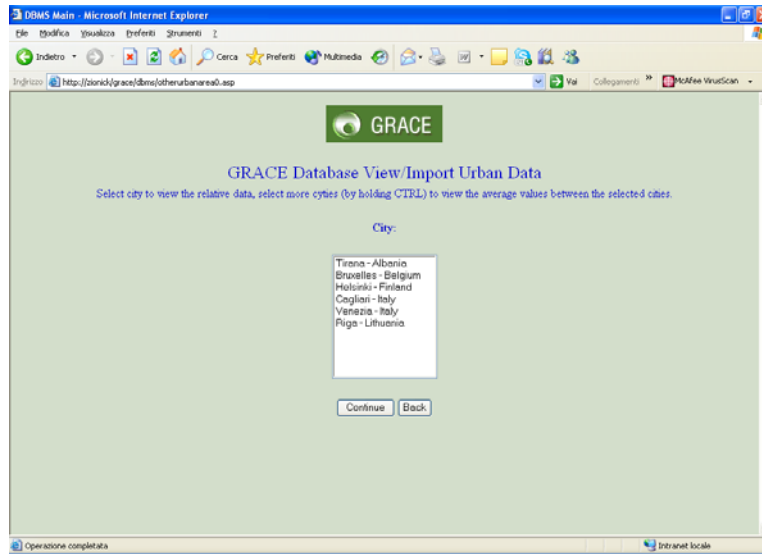 DBMS Main - Microsoft Internet Explorer
File Modifica Visualizza Preferiti Strumenti ?
Indietro Cerca Preferiti Multimedia
Indirizzo http://zionick/grace/dbms/otherurbanarea0.asp Vai Collegamenti » McAfee VirusScan
GRACE
GRACE Database View/Import Urban Data
Select city to view the relative data, select more cyties (by holding CTRL) to view the average values between the selected cities.
City:
Tirana - Albania
Bruxelles - Belgium
Helsinki - Finland
Cagliari - Italy
Venezia - Italy
Riga - Lithuania
Continue Back
Operazione completata Intranet locale